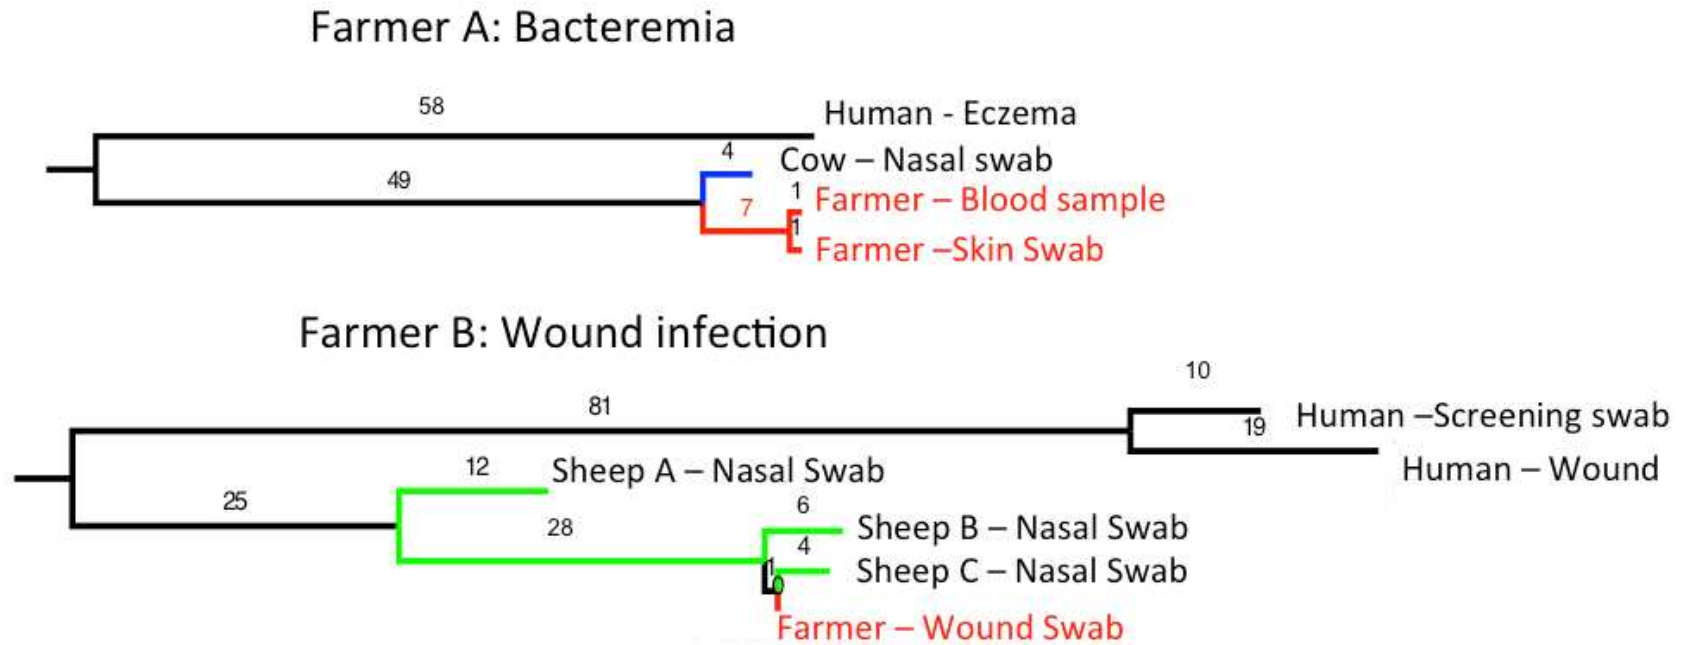 Farmer A: Bacteremia
58
Human - Eczema
4
Cow – Nasal swab
49
1
Farmer – Blood sample
7
1
Farmer –Skin Swab
Farmer B: Wound infection
10
81
Human –Screening swab
19
Human – Wound
12
Sheep A – Nasal Swab
25
6
28
Sheep B – Nasal Swab
4
1
Sheep C – Nasal Swab
0
Farmer – Wound Swab